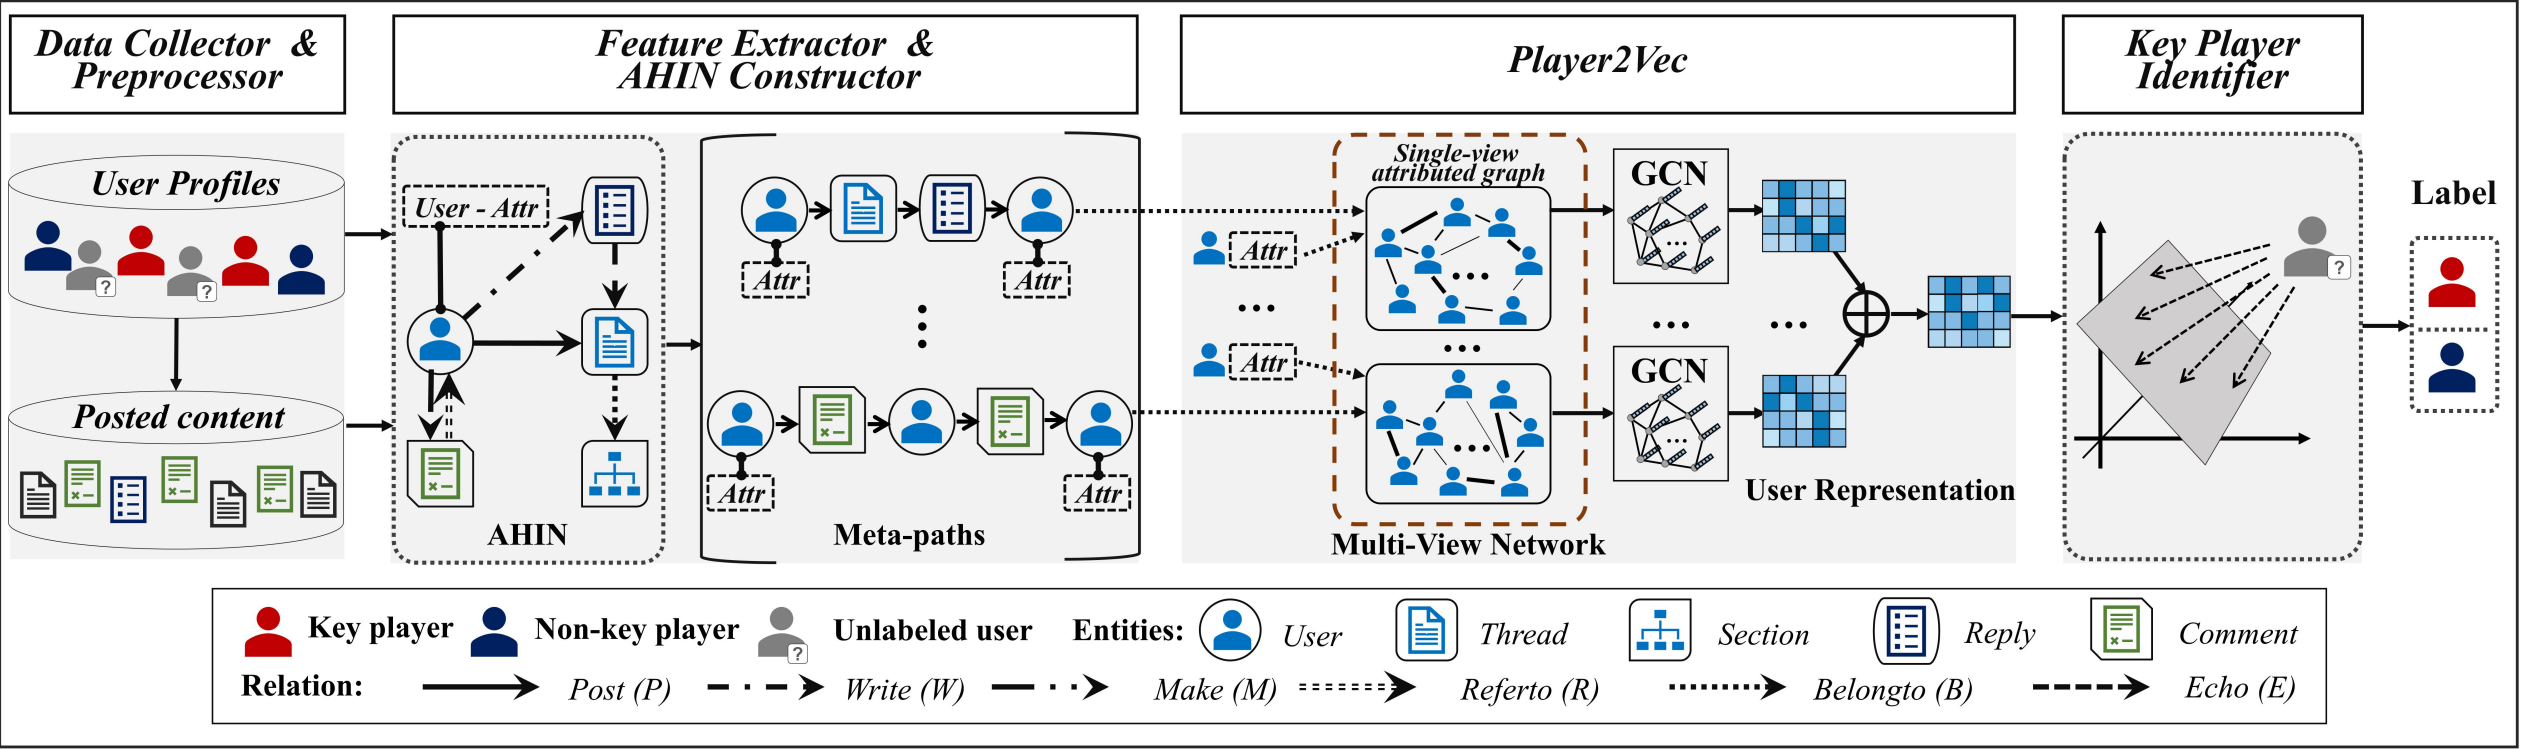 Data Collector &
Preprocessor
Feature Extractor &
AHIN Constructor
Player2Vec
Key Player
Identifier
User Profiles
?
?
Posted content
User - Attr
AHIN
Attr
Attr
Attr
Attr
Meta-paths
Attr
...
Attr
Single-view
attributed graph
...
...
...
Multi-View Network
GCN
...
...
GCN
...
...
User Representation
?
Label
Key player
Non-key player
?
Unlabeled user
Entities:
User
Thread
Section
Reply
Comment
Relation:
Post (P)
Write (W)
Make (M)
Referto (R)
Belongto (B)
Echo (E)